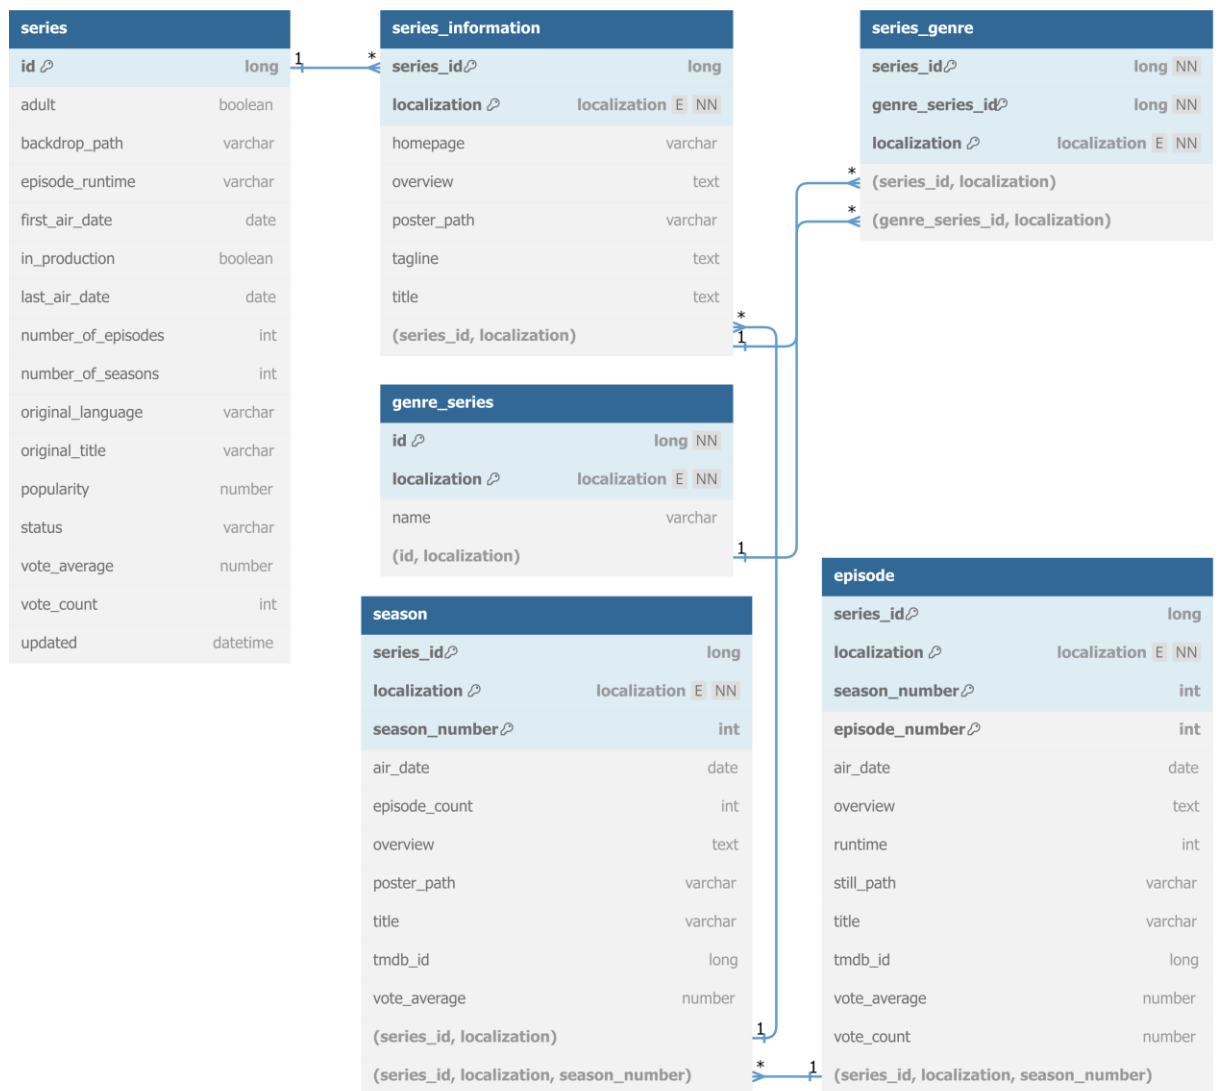 series
id long
adult boolean
backdrop_path varchar
episode_runtime varchar
first_air_date date
in_production boolean
last_air_date date
number_of_episodes int
number_of_seasons int
original_language varchar
original_title varchar
popularity number
status varchar
vote_average number
vote_count int
updated datetime
1
*
series_information
series_id long
localization localization E NN
homepage varchar
overview text
poster_path varchar
tagline text
title text
(series_id, localization)
*
1
series_genre
series_id long NN
genre_series_id long NN
localization localization E NN
* (series_id, localization)
* (genre_series_id, localization)
genre_series
id long NN
localization localization E NN
name varchar
(id, localization)
1
season
series_id long
localization localization E NN
season_number int
air_date date
episode_count int
overview text
poster_path varchar
title varchar
tmdb_id long
vote_average number
(series_id, localization)
1
(series_id, localization, season_number)
*
1
episode
series_id long
localization localization E NN
season_number int
episode_number int
air_date date
overview text
runtime int
still_path varchar
title varchar
tmdb_id long
vote_average number
vote_count number
(series_id, localization, season_number)